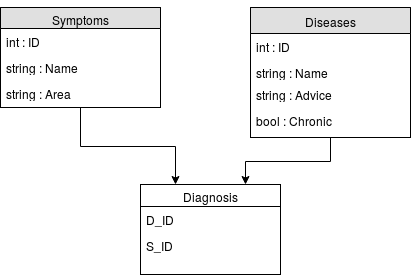 Symptoms
int : ID
string : Name
string : Area
Diseases
int : ID
string : Name
string : Advice
bool : Chronic
Diagnosis
D_ID
S_ID